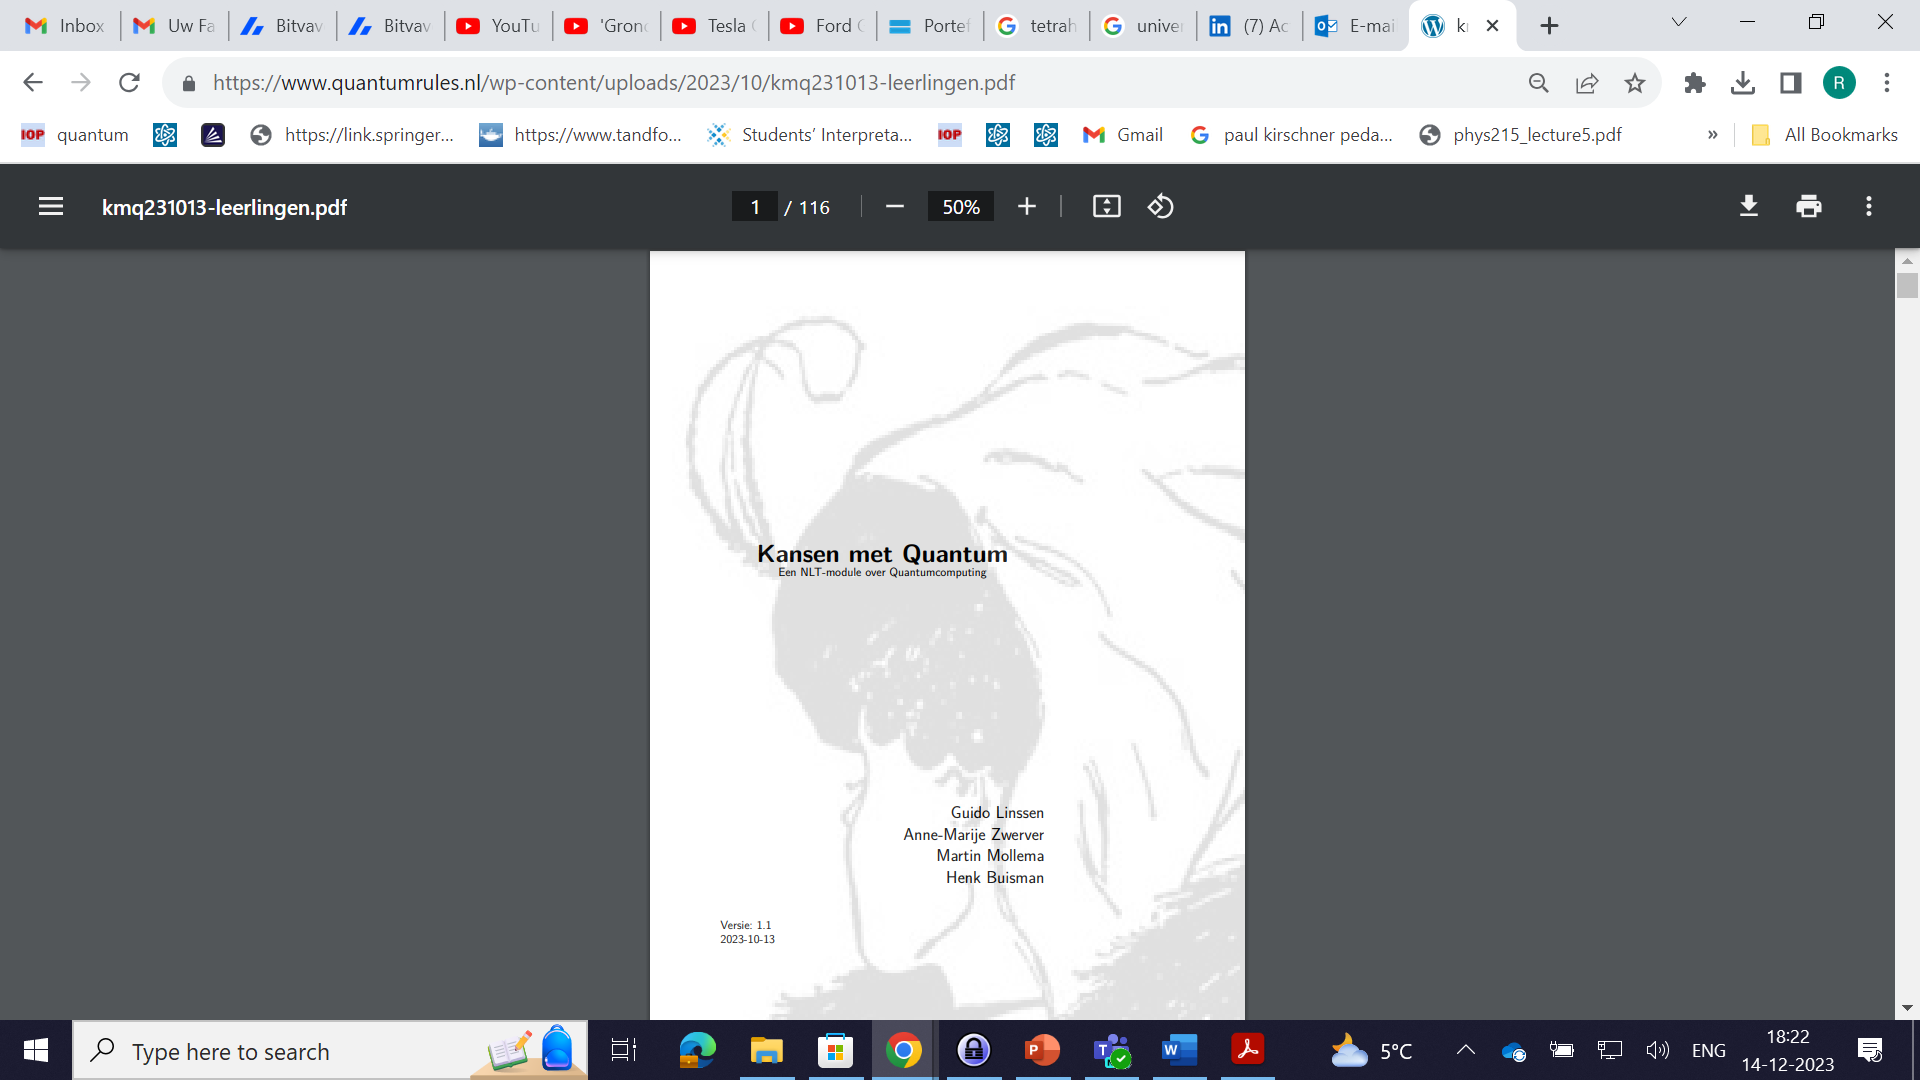 Inbox
Uw Fa
Bitvav
Bitvav
YouTu
'Grond
Tesla
Ford
Portef
tetrah
univer
(7) Ac
E-mai
https://www.quantumrules.nl/wp-content/uploads/2023/10/kmq231013-leerlingen.pdf
R
IOP quantum
https://link.springer...
https://www.tandfo...
Students' Interpreta...
IOP
Gmail
paul kirschner peda...
phys215_lecture5.pdf
»
All Bookmarks
kmq231013-leerlingen.pdf
1 / 116
50%
Kansen met Quantum
Een NLT-module over Quantumcomputing
Guido Linssen
Anne-Marije Zwerver
Martin Mollema
Henk Buisman
Versie: 1.1
2023-10-13
Type here to search
5°C
ENG
18:22
14-12-2023